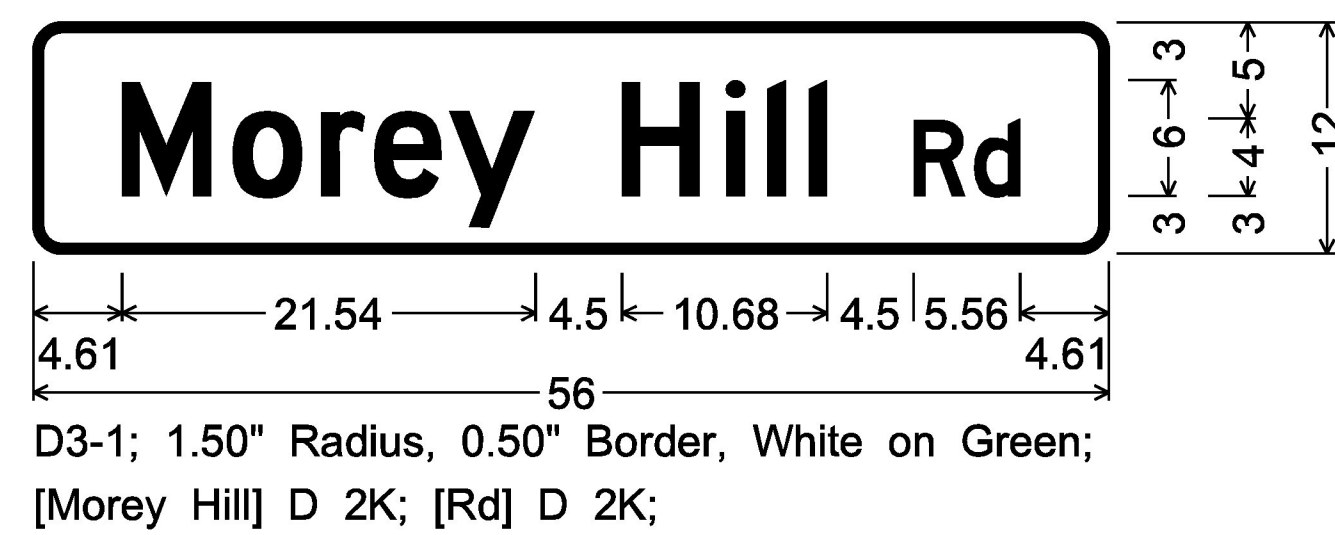 Morey Hill Rd
3 6 3
5 4 3
12
21.54 4.5 10.68 4.5 5.56
4.61 4.61
56
D3-1; 1.50" Radius, 0.50" Border, White on Green;
[Morey Hill] D 2K; [Rd] D 2K;